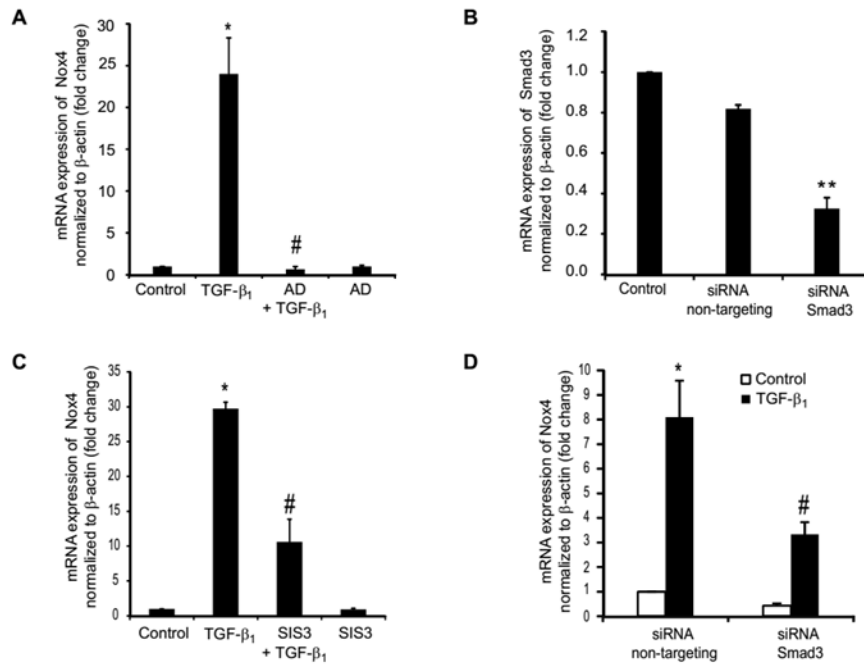 A
mRNA expression of Nox4
normalized to β-actin (fold change)
30
25
20
15
10
5
0
*
#
Control TGF-β₁ AD AD
+ TGF-β₁
B
mRNA expression of Smad3
normalized to β-actin (fold change)
1.2
1.0
0.8
0.6
0.4
0.2
0.0
**
Control siRNA siRNA
non-targeting Smad3
C
mRNA expression of Nox4
normalized to β-actin (fold change)
35
30
25
20
15
10
5
0
*
#
Control TGF-β₁ SIS3 SIS3
+ TGF-β₁
D
mRNA expression of Nox4
normalized to β-actin (fold change)
10
9
8
7
6
5
4
3
2
1
0
*
#
Control
TGF-β₁
siRNA siRNA
non-targeting Smad3